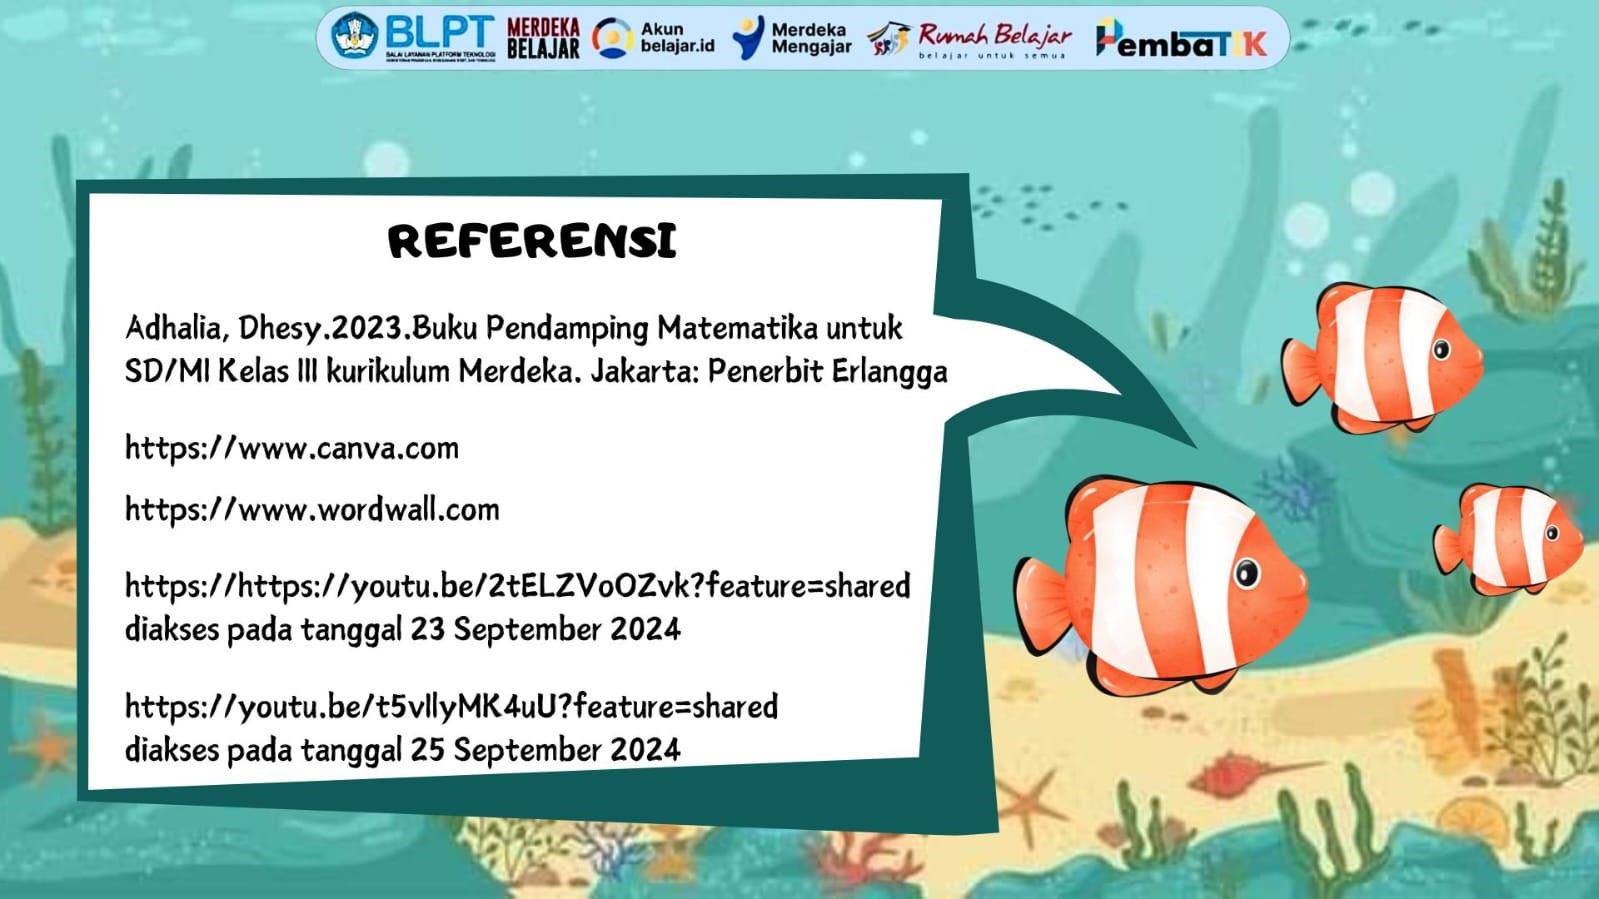 BLPT
BALAI LAYANAN PLATFORM TEKNOLOGI
MERDEKA
BELAJAR
Akun
belajar.id
Merdeka
Mengajar
Rumah Belajar
belajar untuk semua
PembaTIK
REFERENSI
Adhalia, Dhesy.2023.Buku Pendamping Matematika untuk
SD/MI Kelas III kurikulum Merdeka. Jakarta: Penerbit Erlangga
https://www.canva.com
https://www.wordwall.com
https://https://youtu.be/2tELZVoOZvk?feature=shared
diakses pada tanggal 23 September 2024
https://youtu.be/t5vllyMK4uU?feature=shared
diakses pada tanggal 25 September 2024